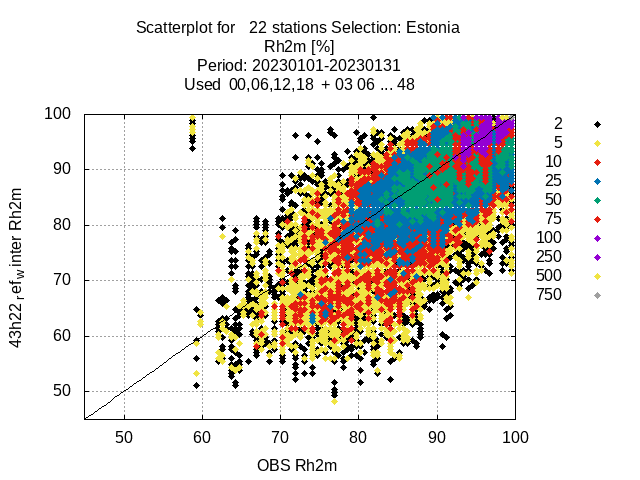 Scatterplot for 22 stations Selection: Estonia
Rh2m [%]
Period: 20230101-20230131
Used 00,06,12,18 + 03 06 ... 48
100
90
80
70
60
50
43h22_ref_winter Rh2m
50 60 70 80 90 100
OBS Rh2m
2
5
10
25
50
75
100
250
500
750